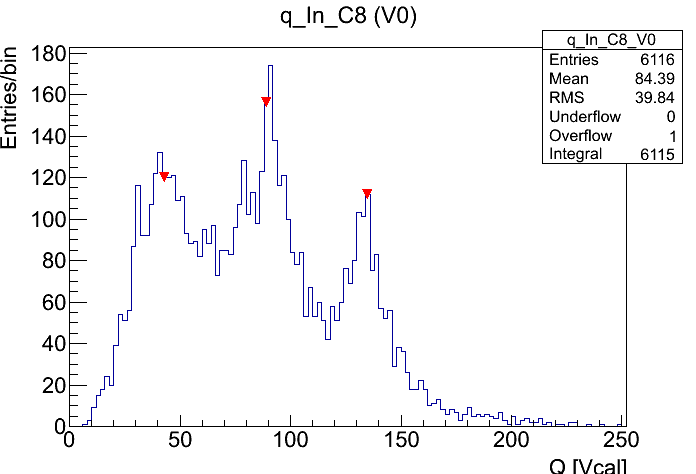 q_In_C8 (V0)
q_In_C8_V0
Entries 6116
Mean 84.39
RMS 39.84
Underflow 0
Overflow 1
Integral 6115
Entries/bin
180
160
140
120
100
80
60
40
20
0
0 50 100 150 200 250
Q [Vcal]